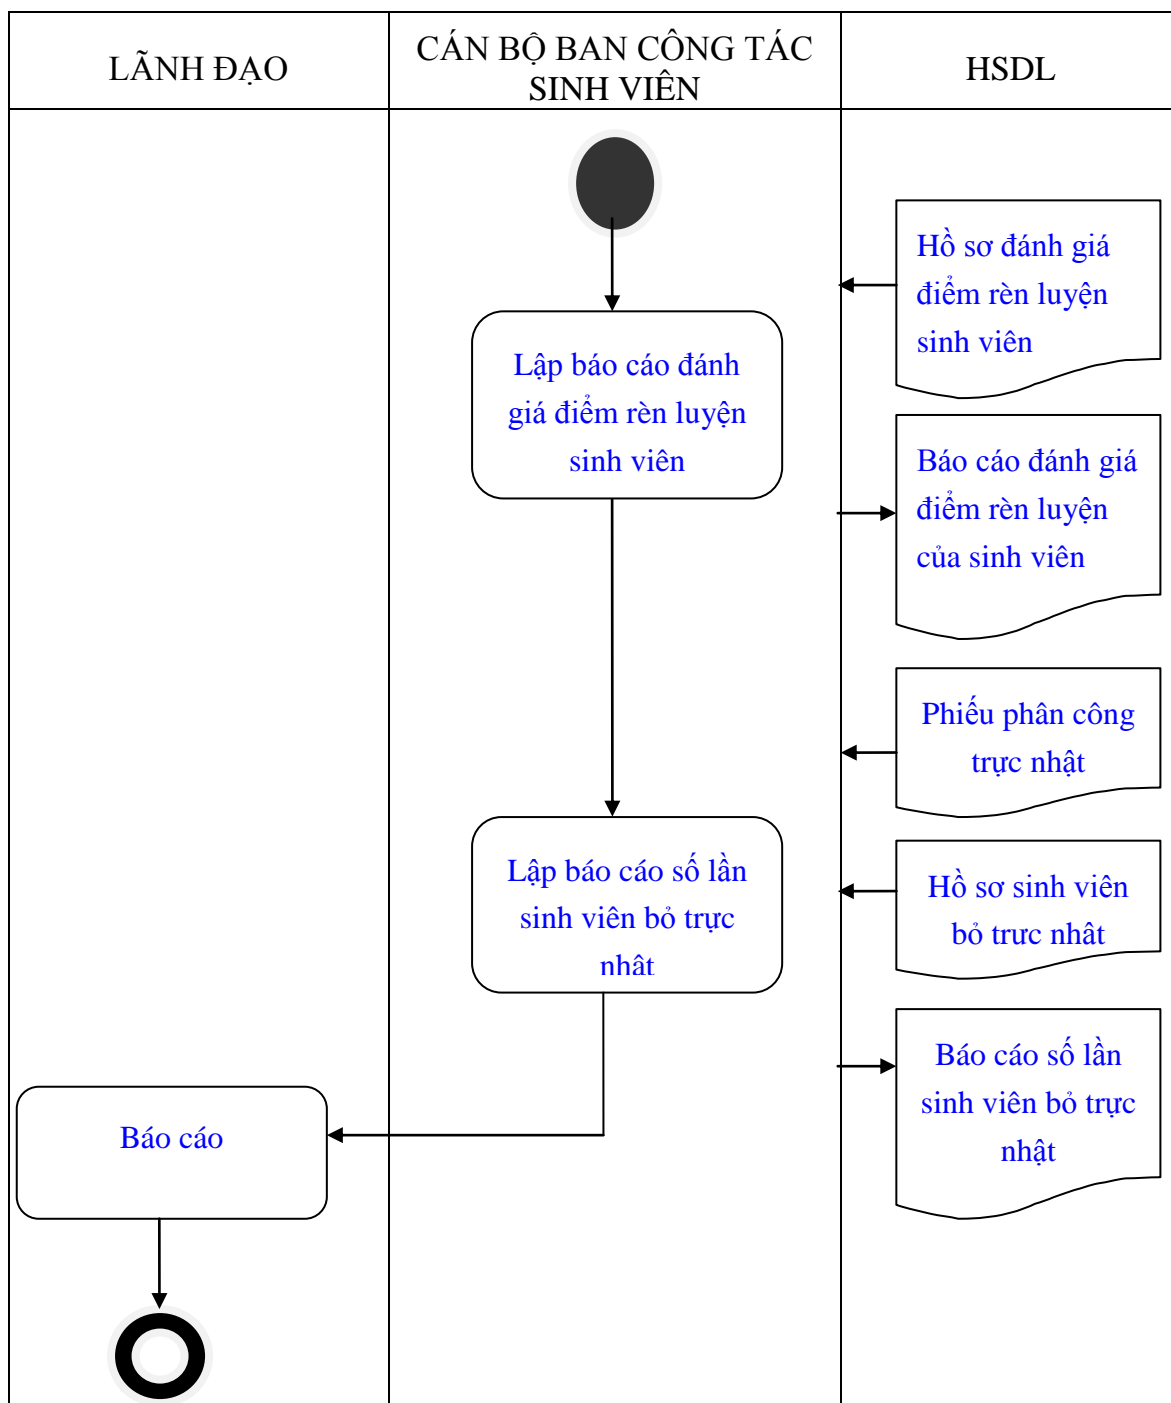 LÃNH ĐẠO
CÁN BỘ BAN CÔNG TÁC
SINH VIÊN
HSDL
Hồ sơ đánh giá
điểm rèn luyện
sinh viên
Lập báo cáo đánh
giá điểm rèn luyện
sinh viên
Báo cáo đánh giá
điểm rèn luyện
của sinh viên
Phiếu phân công
trực nhật
Lập báo cáo số lần
sinh viên bỏ trực
nhật
Hồ sơ sinh viên
bỏ trưc nhât
Báo cáo số lần
sinh viên bỏ trực
nhật
Báo cáo